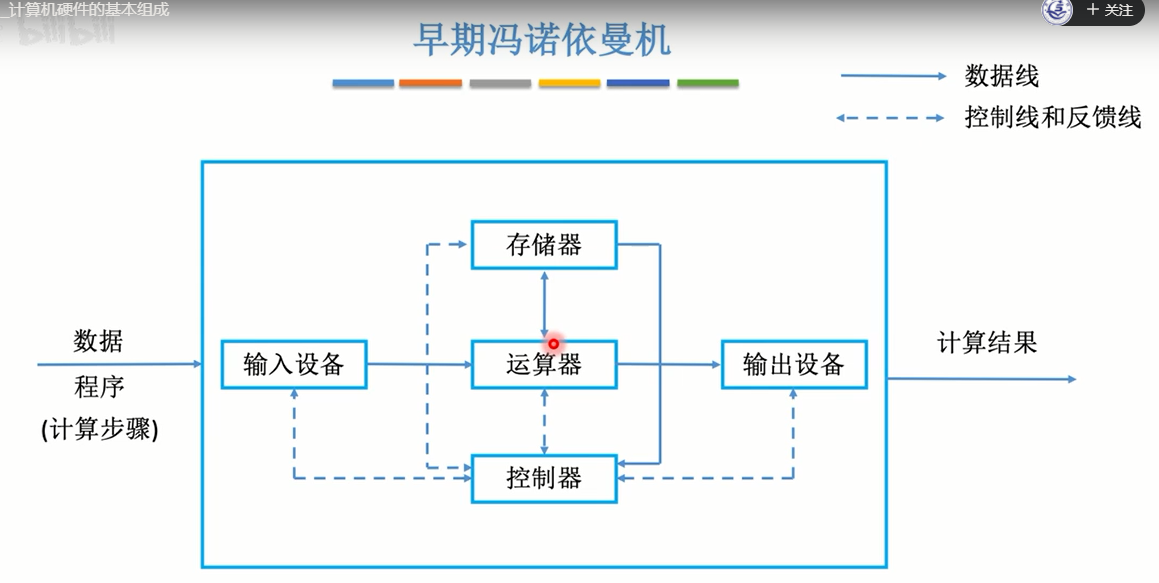 _计算机硬件的基本组成
+ 关注
bilibili
早期冯诺依曼机
数据线
控制线和反馈线
存储器
数据
程序
(计算步骤)
输入设备
运算器
输出设备
计算结果
控制器